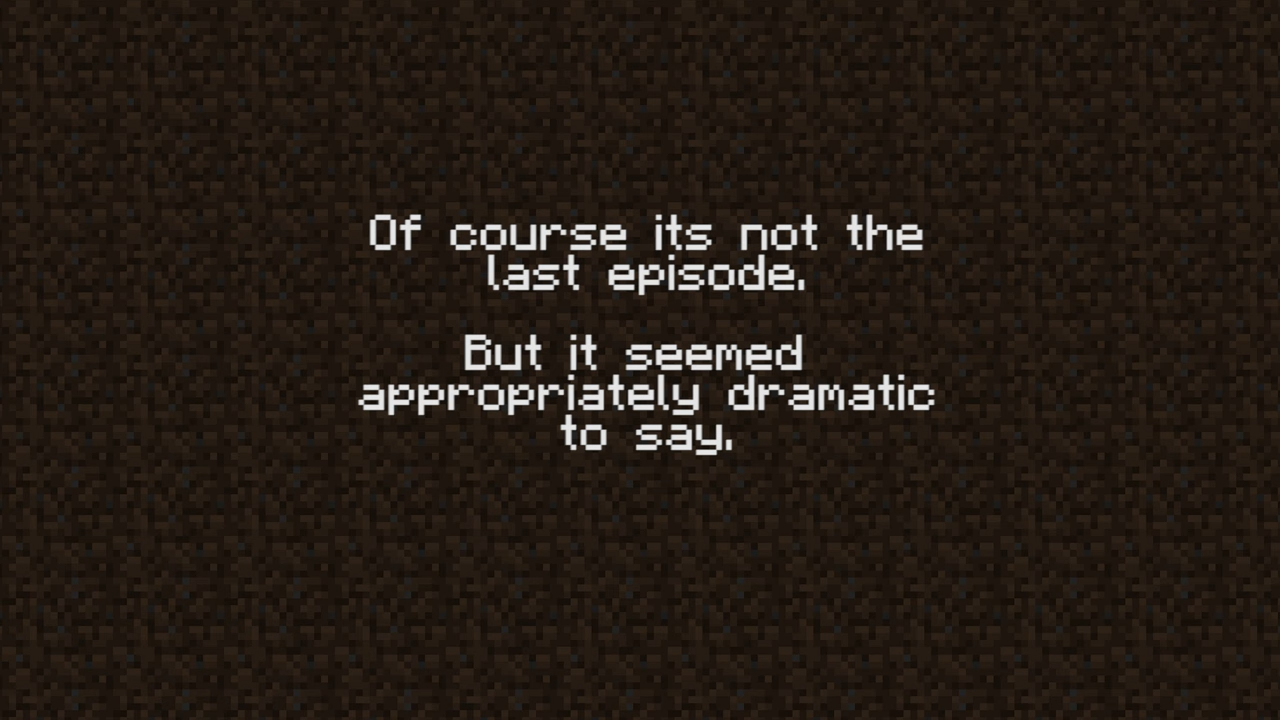 Of course its not the
last episode.
But it seemed
appropriately dramatic
to say.